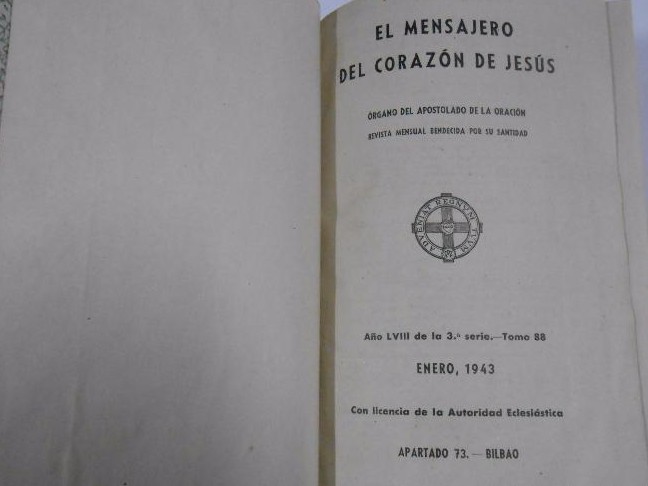 EL MENSAJERO
DEL CORAZÓN DE JESÚS
ÓRGANO DEL APOSTOLADO DE LA ORACIÓN
REVISTA MENSUAL BENDECIDA POR SU SANTIDAD
ADVENIAT REGNVM TVVM
Año LVIII de la 3.ª serie.—Tomo 88
ENERO, 1943
Con licencia de la Autoridad Eclesiástica
APARTADO 73.—BILBAO